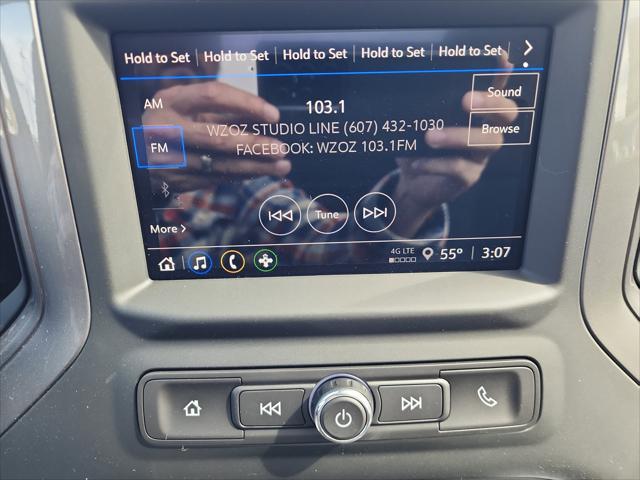 Hold to Set Hold to Set Hold to Set Hold to Set Hold to Set
AM
103.1
Sound
WZOZ STUDIO LINE (607) 432-1030
Browse
FM
FACEBOOK: WZOZ 103.1FM
Tune
More
4G LTE
55° 3:07